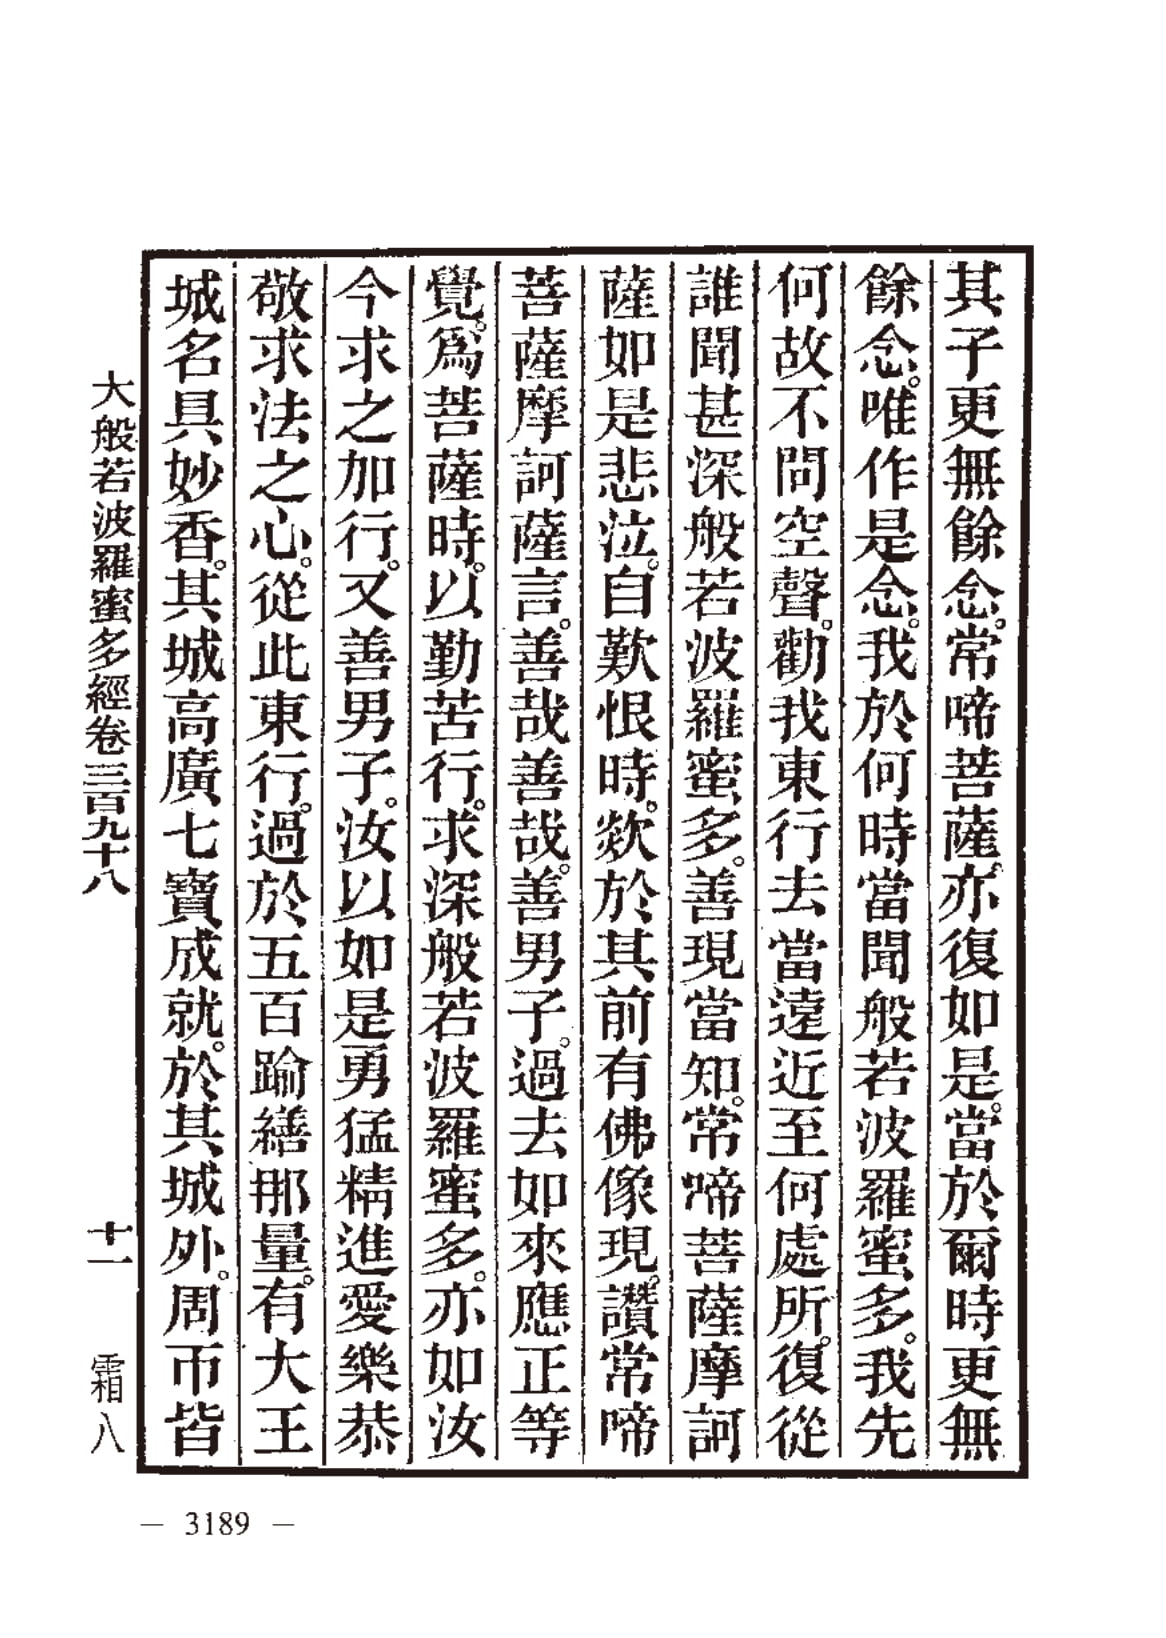 其子更無餘念。常啼菩薩。亦復如是。當於爾時更無
餘念。唯作是念。我於何時當聞般若波羅蜜多。我先
何故不問空聲。勸我東行去當遠近至何處所。復從
誰聞甚深般若波羅蜜多。善現當知。常啼菩薩摩訶
薩如是悲泣。自歎恨時。欻於其前有佛像現。讚常啼
菩薩摩訶薩言。善哉善哉。善男子。過去如來應正等
覺。爲菩薩時。以勤苦行。求深般若波羅蜜多。亦如汝
今求之加行。又善男子。汝以如是勇猛精進愛樂恭
敬求法之心。從此東行。過於五百踰繕那量。有大王
城名具妙香。其城高廣七寶成就。於其城外。周帀皆
大般若波羅蜜多經卷三百九十八 十一 霜八
— 3189 —